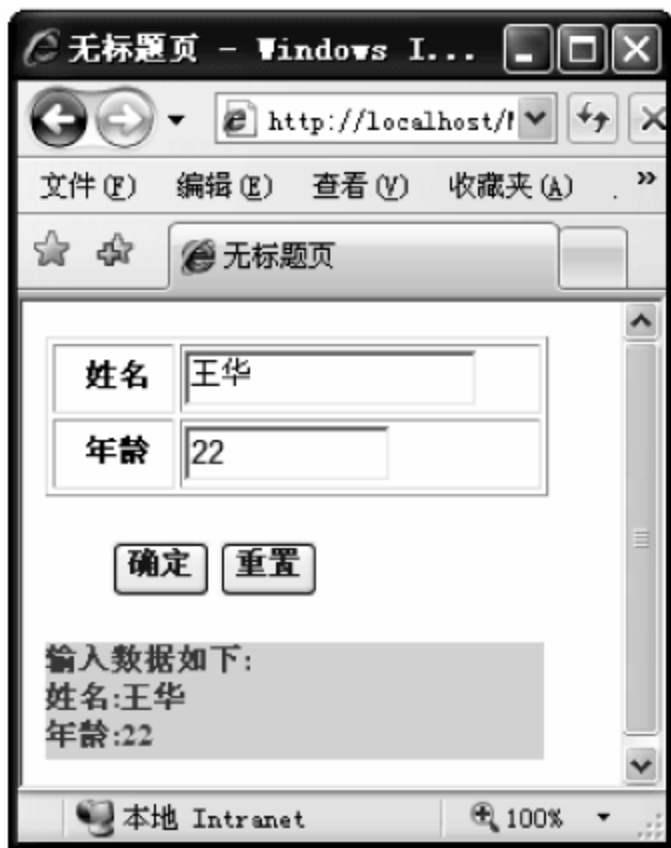 无标题页 - Windows I...
http://localhost/
文件(F) 编辑(E) 查看(V) 收藏夹(A) . »
无标题页
姓名 王华
年龄 22
确定 重置
输入数据如下:
姓名:王华
年龄:22
本地 Intranet 100%